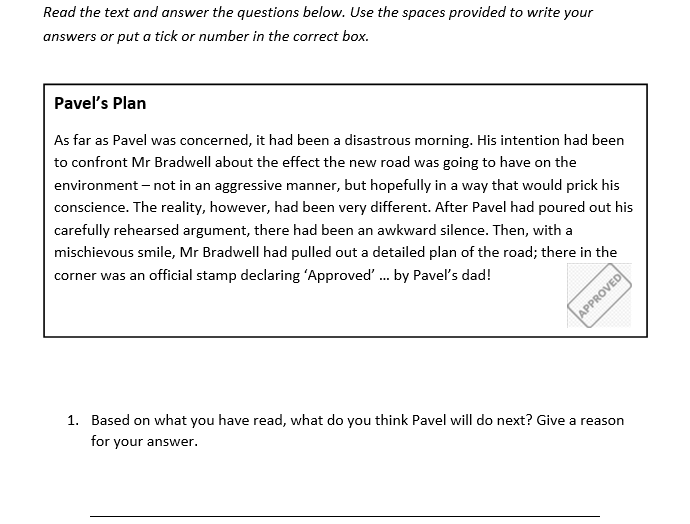 Read the text and answer the questions below. Use the spaces provided to write your
answers or put a tick or number in the correct box.
Pavel’s Plan
As far as Pavel was concerned, it had been a disastrous morning. His intention had been
to confront Mr Bradwell about the effect the new road was going to have on the
environment – not in an aggressive manner, but hopefully in a way that would prick his
conscience. The reality, however, had been very different. After Pavel had poured out his
carefully rehearsed argument, there had been an awkward silence. Then, with a
mischievous smile, Mr Bradwell had pulled out a detailed plan of the road; there in the
corner was an official stamp declaring ‘Approved’ … by Pavel’s dad!
APPROVED
1. Based on what you have read, what do you think Pavel will do next? Give a reason
for your answer.